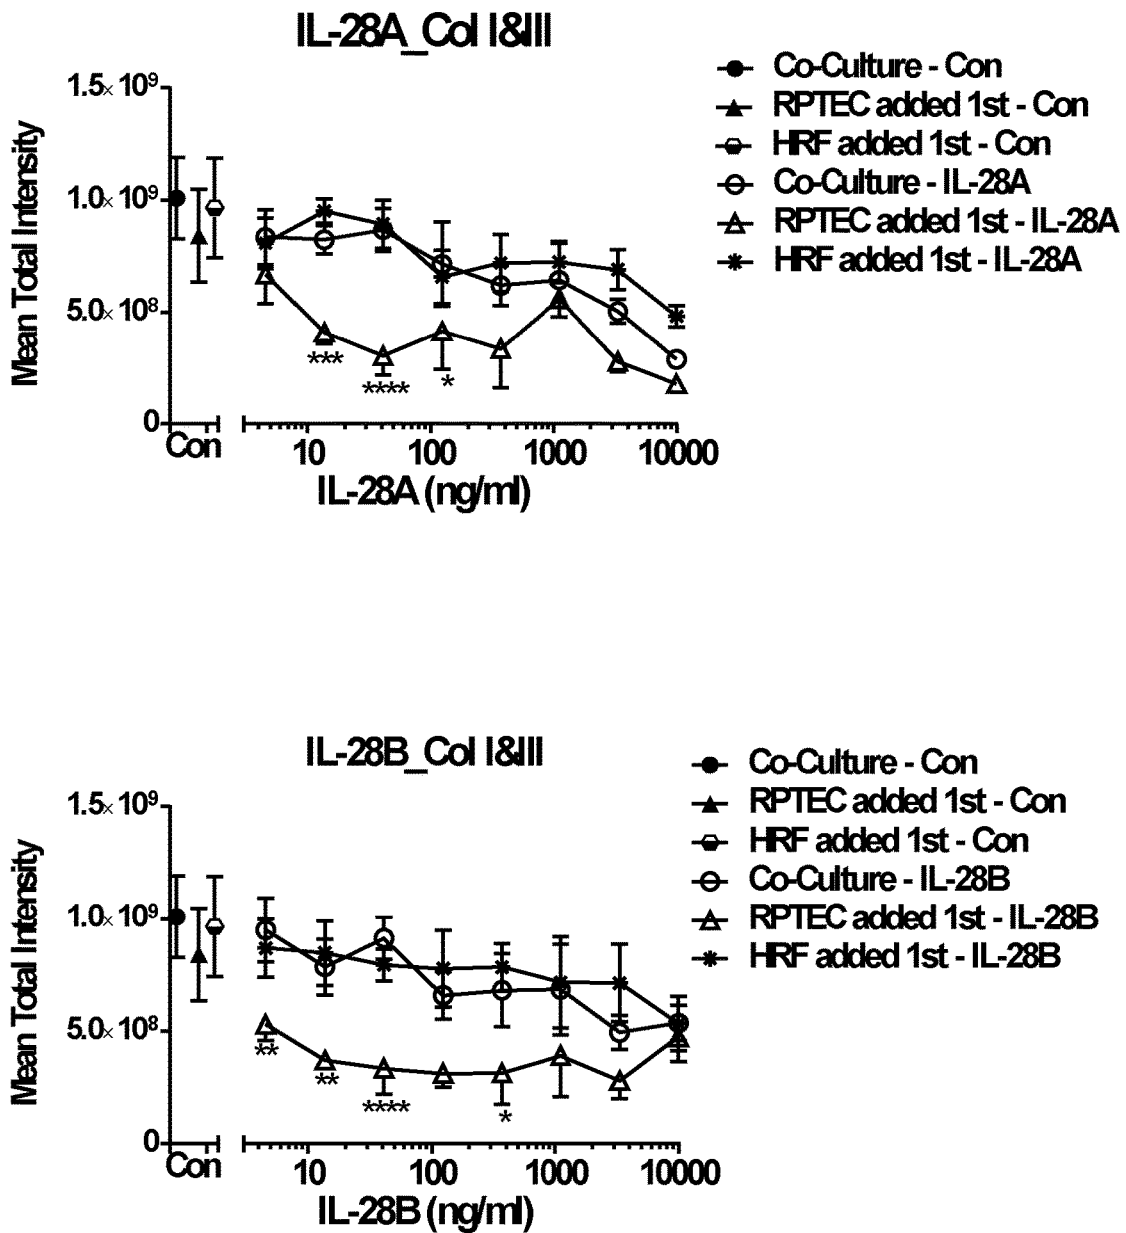 IL-28A_Col I&III
Co-Culture - Con
RPTEC added 1st - Con
HRF added 1st - Con
Co-Culture - IL-28A
RPTEC added 1st - IL-28A
HRF added 1st - IL-28A
Mean Total Intensity
1.5× 10⁹
1.0× 10⁹
5.0× 10⁸
0
*** **** *
Con 10 100 1000 10000
IL-28A (ng/ml)
IL-28B_Col I&III
Co-Culture - Con
RPTEC added 1st - Con
HRF added 1st - Con
Co-Culture - IL-28B
RPTEC added 1st - IL-28B
HRF added 1st - IL-28B
Mean Total Intensity
1.5× 10⁹
1.0× 10⁹
5.0× 10⁸
0
** ** **** *
Con 10 100 1000 10000
IL-28B (ng/ml)